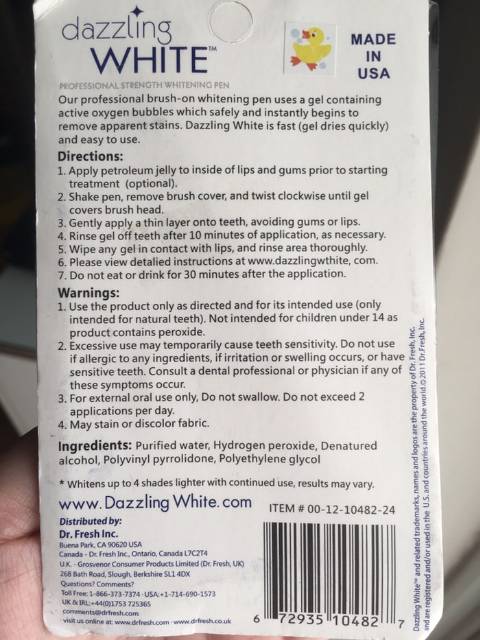 dazzling
WHITE™
MADE
IN
USA
PROFESSIONAL STRENGTH WHITENING PEN
Our professional brush-on whitening pen uses a gel containing
active oxygen bubbles which safely and instantly begins to
remove apparent stains. Dazzling White is fast (gel dries quickly)
and easy to use.
Directions:
1. Apply petroleum jelly to inside of lips and gums prior to starting
treatment (optional).
2. Shake pen, remove brush cover, and twist clockwise until gel
covers brush head.
3. Gently apply a thin layer onto teeth, avoiding gums or lips.
4. Rinse gel off teeth after 10 minutes of application, as necessary.
5. Wipe any gel in contact with lips, and rinse area thoroughly.
6. Please view detalied instructions at www.dazzlingwhite, com.
7. Do not eat or drink for 30 minutes after the application.
Warnings:
1. Use the product only as directed and for its intended use (only
intended for natural teeth). Not intended for children under 14 as
product contains peroxide.
2. Excessive use may temporarily cause teeth sensitivity. Do not use
if allergic to any ingredients, if irritation or swelling occurs, or have
sensitive teeth. Consult a dental professional or physician if any of
these symptoms occur.
3. For external oral use only, Do not swallow. Do not exceed 2
applications per day.
4. May stain or discolor fabric.
Ingredients: Purified water, Hydrogen peroxide, Denatured
alcohol, Polyvinyl pyrrolidone, Polyethylene glycol
* Whitens up to 4 shades lighter with continued use, results may vary.
www.DazzlingWhite.com
ITEM # 00-12-10482-24
Distributed by:
Dr. Fresh Inc.
Buena Park, CA 90620 USA
Canada - Dr. Fresh Inc, Ontario, Canada L7C2T4
U.K. - Grosvenor Consumer Products Limited (Dr. Fresh, UK)
268 Bath Road, Slough, Berkshire SL1 4DX
Questions? Comments?
Toll Free: 1-866-373-7374 · USA:+1-714-690-1573
UK & IRL:+44(0)1753 725365
comments@drfresh.com
visit us online at: www.drfresh.com · www.drfresh.co.uk
6 72935 10482 7
Dazzling White™ and related trademarks, names and logos are the property of Dr. Fresh, Inc.
and are registered and/or used in the U.S. and countries around the world.©2011 Dr.Fresh, Inc.